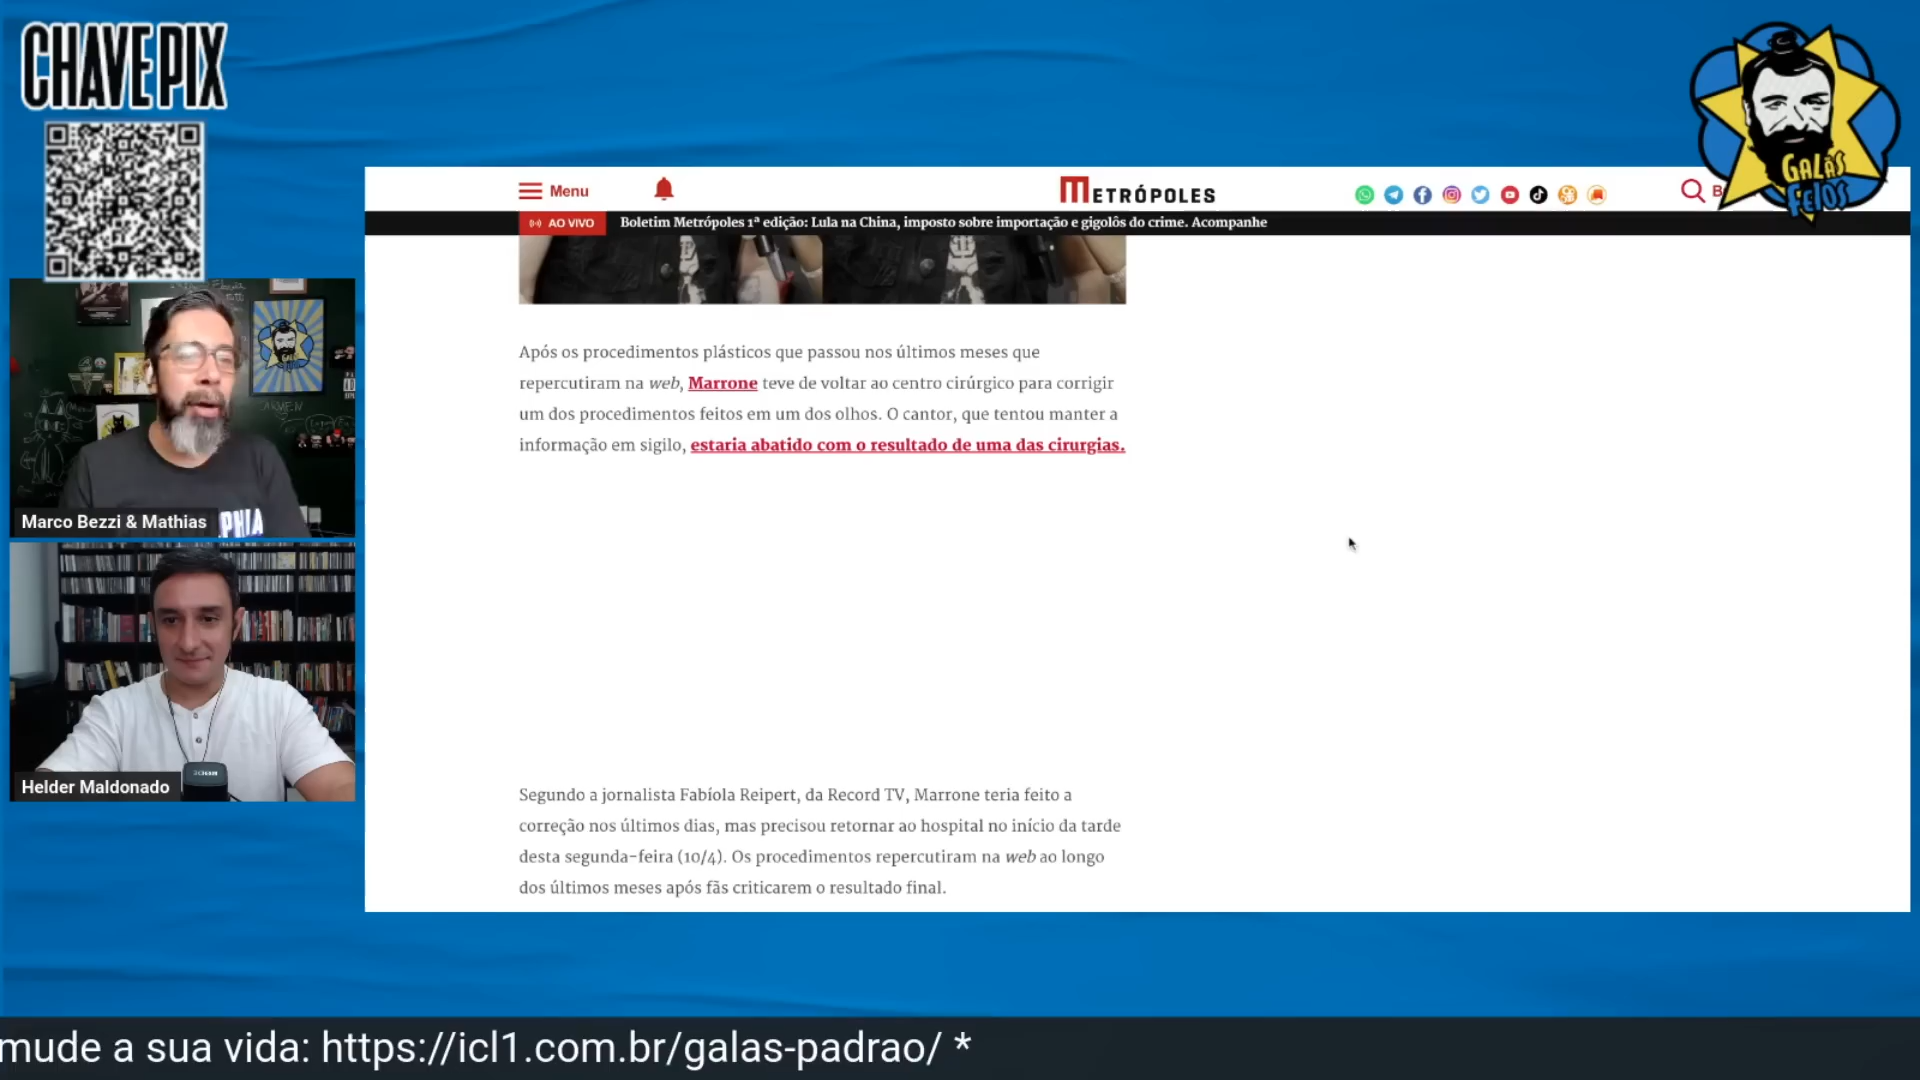 CHAVE PIX
GALÃS
FEIOS
Menu
METRÓPOLES
AO VIVO
Boletim Metrópoles 1ª edição: Lula na China, imposto sobre importação e gigolôs do crime. Acompanhe
Após os procedimentos plásticos que passou nos últimos meses que
repercutiram na web, Marrone teve de voltar ao centro cirúrgico para corrigir
um dos procedimentos feitos em um dos olhos. O cantor, que tentou manter a
informação em sigilo, estaria abatido com o resultado de uma das cirurgias.
Marco Bezzi & Mathias
Helder Maldonado
Segundo a jornalista Fabíola Reipert, da Record TV, Marrone teria feito a
correção nos últimos dias, mas precisou retornar ao hospital no início da tarde
desta segunda-feira (10/4). Os procedimentos repercutiram na web ao longo
dos últimos meses após fãs criticarem o resultado final.
mude a sua vida: https://icl1.com.br/galas-padrao/ *